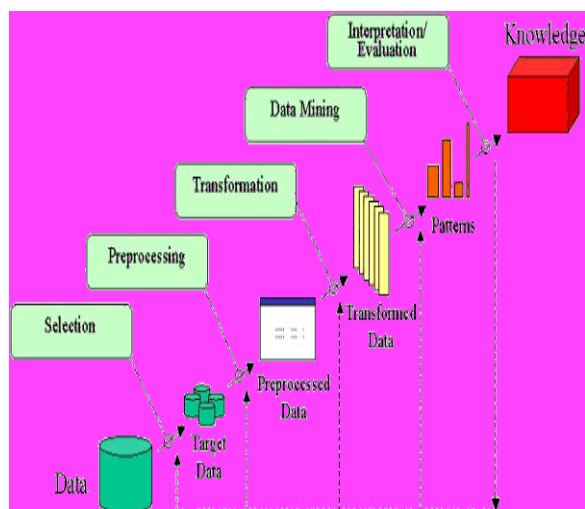 Interpretation/
Evaluation
Knowledge
Data Mining
Transformation
Patterns
Preprocessing
Transformed
Data
Selection
Preprocessed
Data
Target
Data
Data